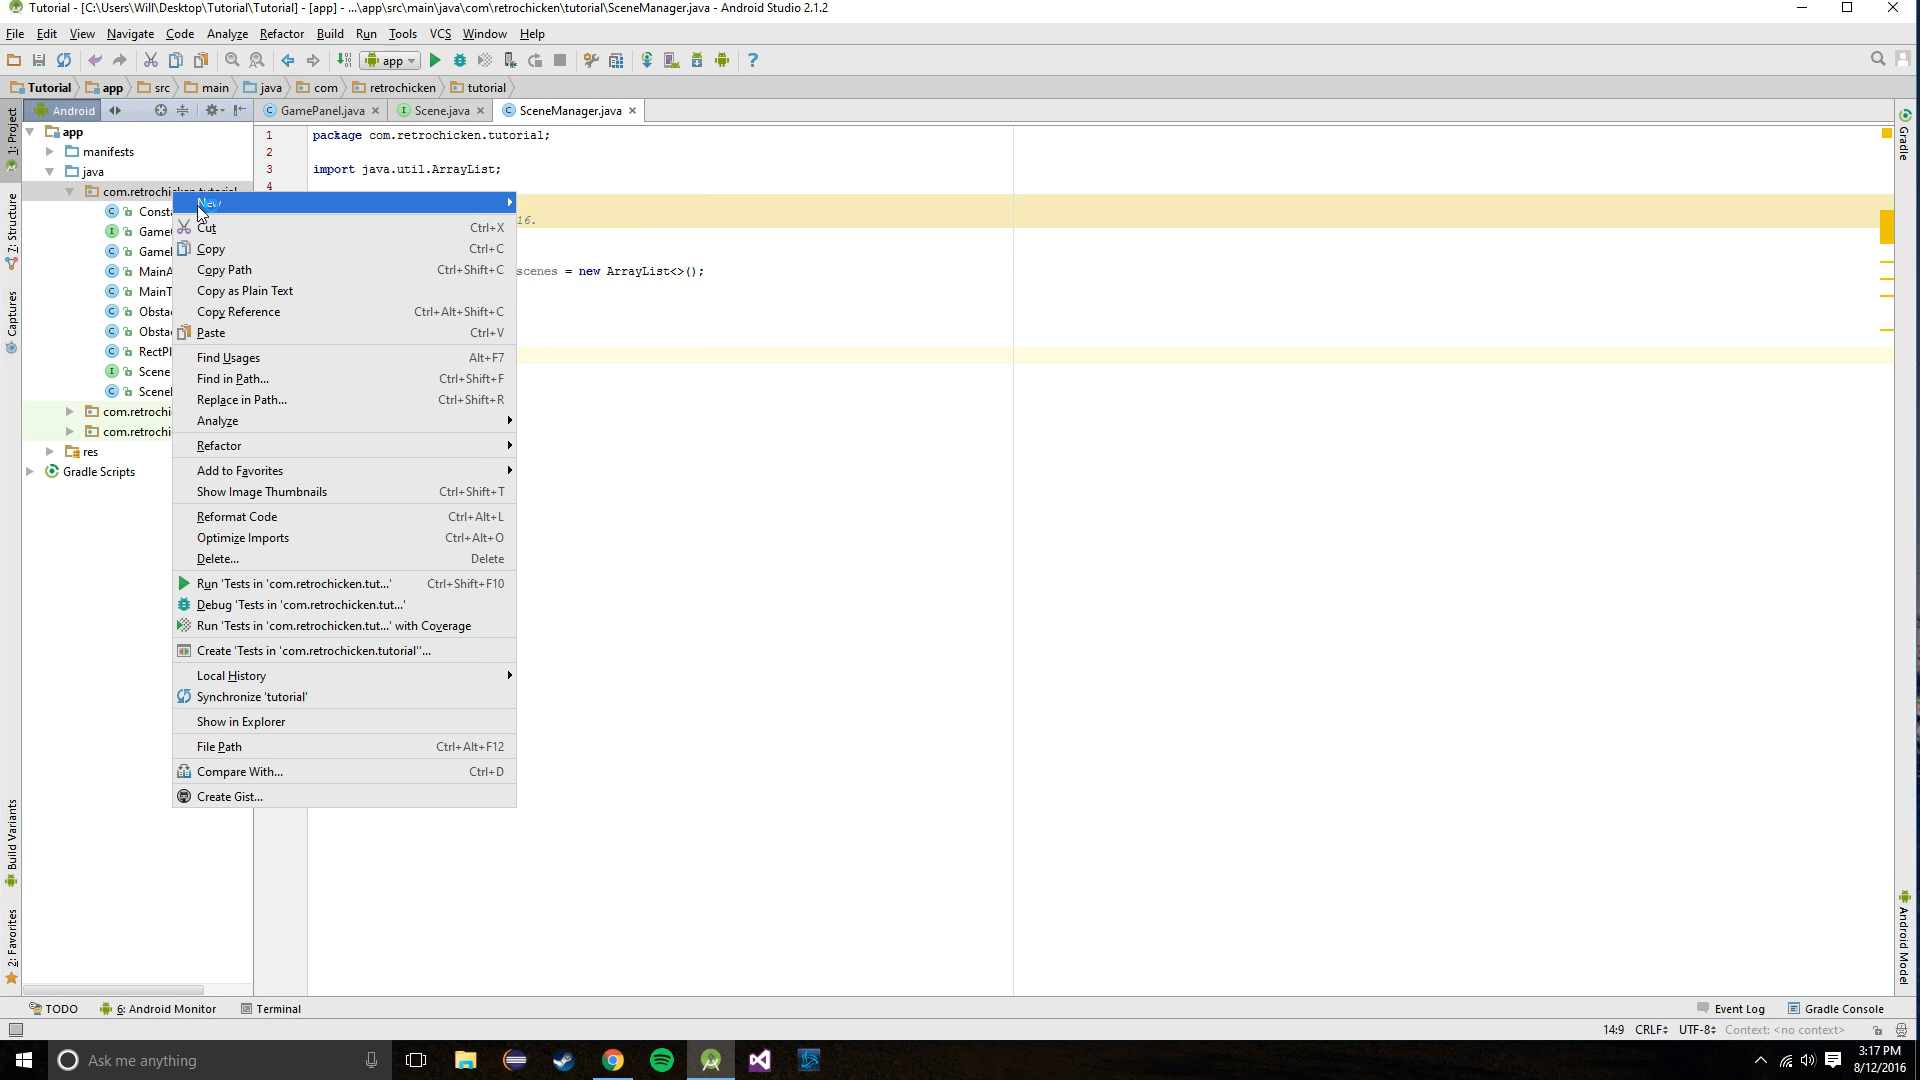 Tutorial - [C:\Users\Will\Desktop\Tutorial\Tutorial] - [app] - ...\app\src\main\java\com\retrochicken\tutorial\SceneManager.java - Android Studio 2.1.2
File Edit View Navigate Code Analyze Refactor Build Run Tools VCS Window Help
app
Tutorial app src main java com retrochicken tutorial
Android GamePanel.java Scene.java SceneManager.java
1: Project
7: Structure
Captures
Build Variants
2: Favorites
Gradle
Android Model
app
manifests
java
com.retrochicken.tutorial
Consta
Game
Game
MainA
MainT
Obsta
Obsta
RectPl
Scene
Scene
com.retrochi
com.retrochi
res
Gradle Scripts
1 package com.retrochicken.tutorial;
2
3 import java.util.ArrayList;
4
16.
scenes = new ArrayList<>();
New
Cut Ctrl+X
Copy Ctrl+C
Copy Path Ctrl+Shift+C
Copy as Plain Text
Copy Reference Ctrl+Alt+Shift+C
Paste Ctrl+V
Find Usages Alt+F7
Find in Path... Ctrl+Shift+F
Replace in Path... Ctrl+Shift+R
Analyze
Refactor
Add to Favorites
Show Image Thumbnails Ctrl+Shift+T
Reformat Code Ctrl+Alt+L
Optimize Imports Ctrl+Alt+O
Delete... Delete
Run 'Tests in 'com.retrochicken.tut...' Ctrl+Shift+F10
Debug 'Tests in 'com.retrochicken.tut...'
Run 'Tests in 'com.retrochicken.tut...' with Coverage
Create 'Tests in 'com.retrochicken.tutorial''...
Local History
Synchronize 'tutorial'
Show in Explorer
File Path Ctrl+Alt+F12
Compare With... Ctrl+D
Create Gist...
TODO 6: Android Monitor Terminal Event Log Gradle Console
14:9 CRLF÷ UTF-8÷ Context: <no context>
Ask me anything
3:17 PM
8/12/2016